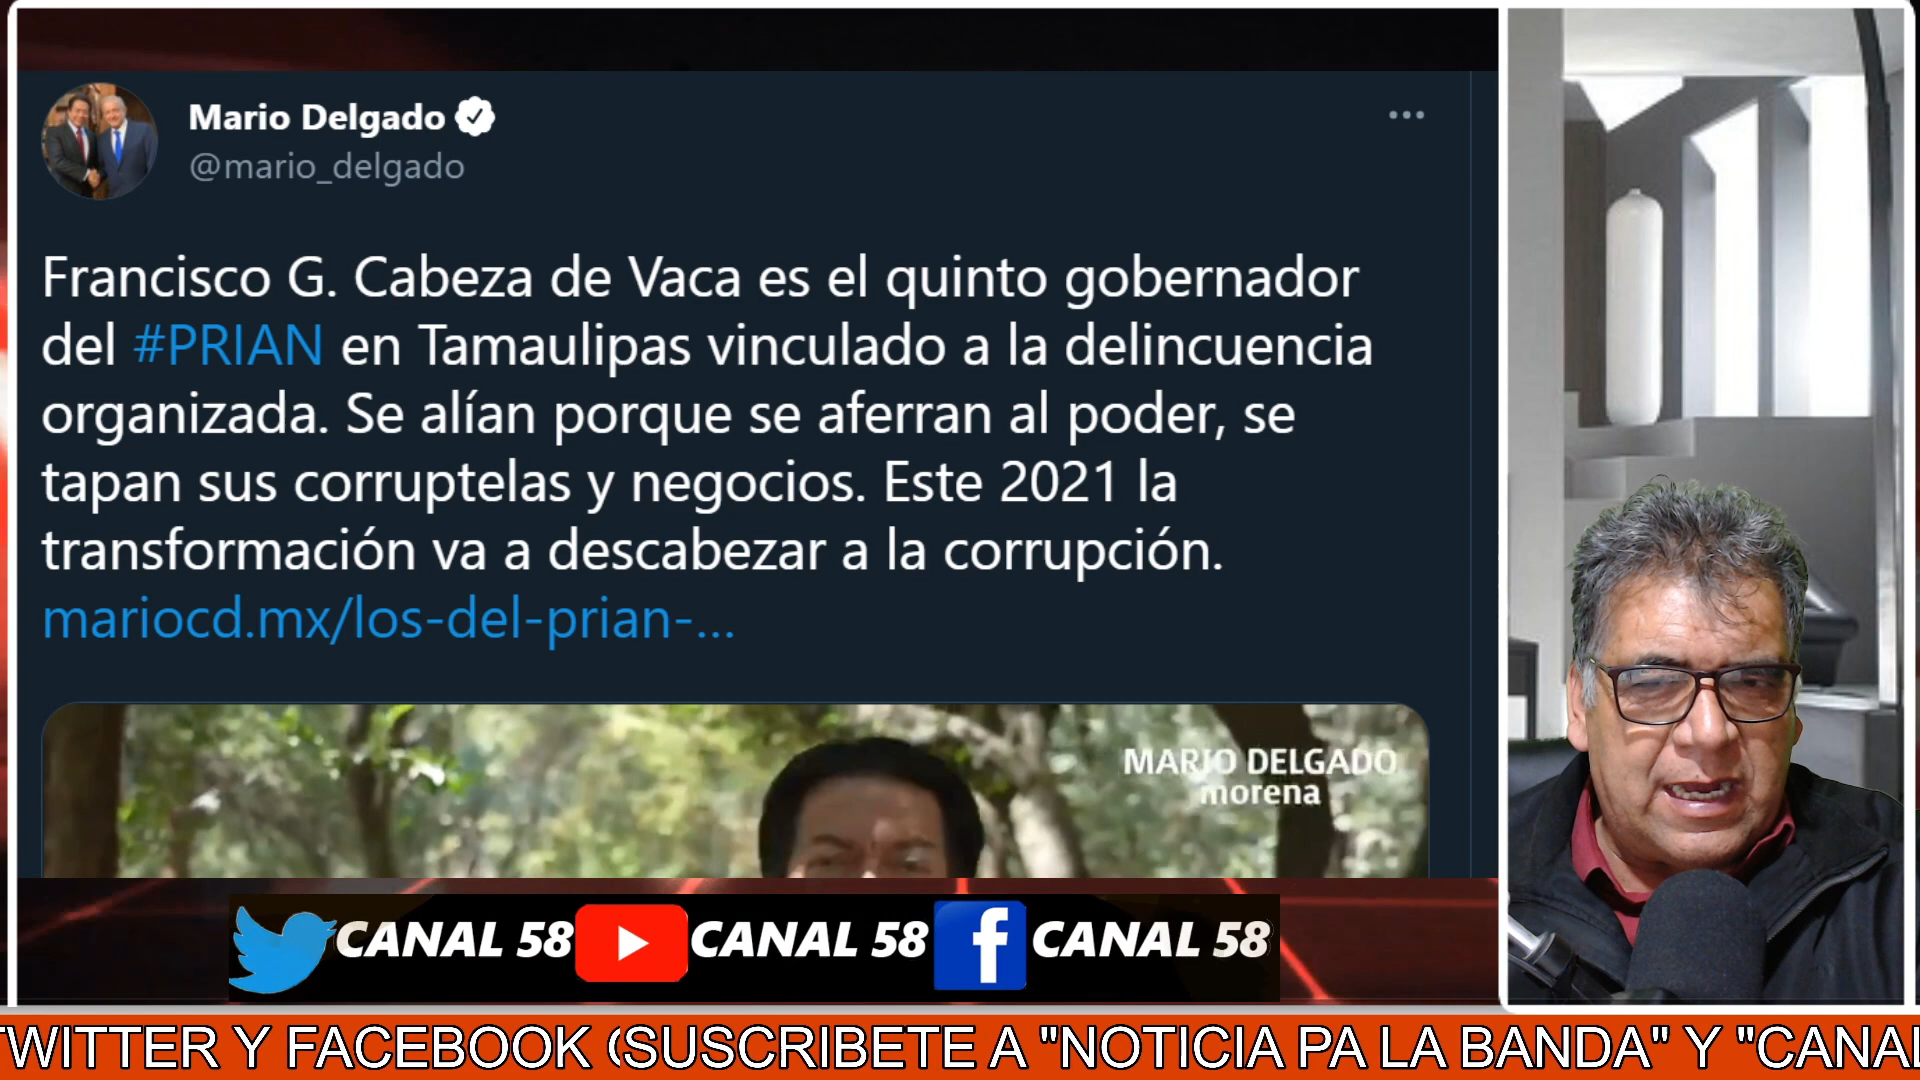 Mario Delgado
@mario_delgado
Francisco G. Cabeza de Vaca es el quinto gobernador
del #PRIAN en Tamaulipas vinculado a la delincuencia
organizada. Se alían porque se aferran al poder, se
tapan sus corruptelas y negocios. Este 2021 la
transformación va a descabezar a la corrupción.
mariocd.mx/los-del-prian-...
MARIO DELGADO
morena
CANAL 58 CANAL 58 CANAL 58
TWITTER Y FACEBOOK (SUSCRIBETE A "NOTICIA PA LA BANDA" Y "CANAL